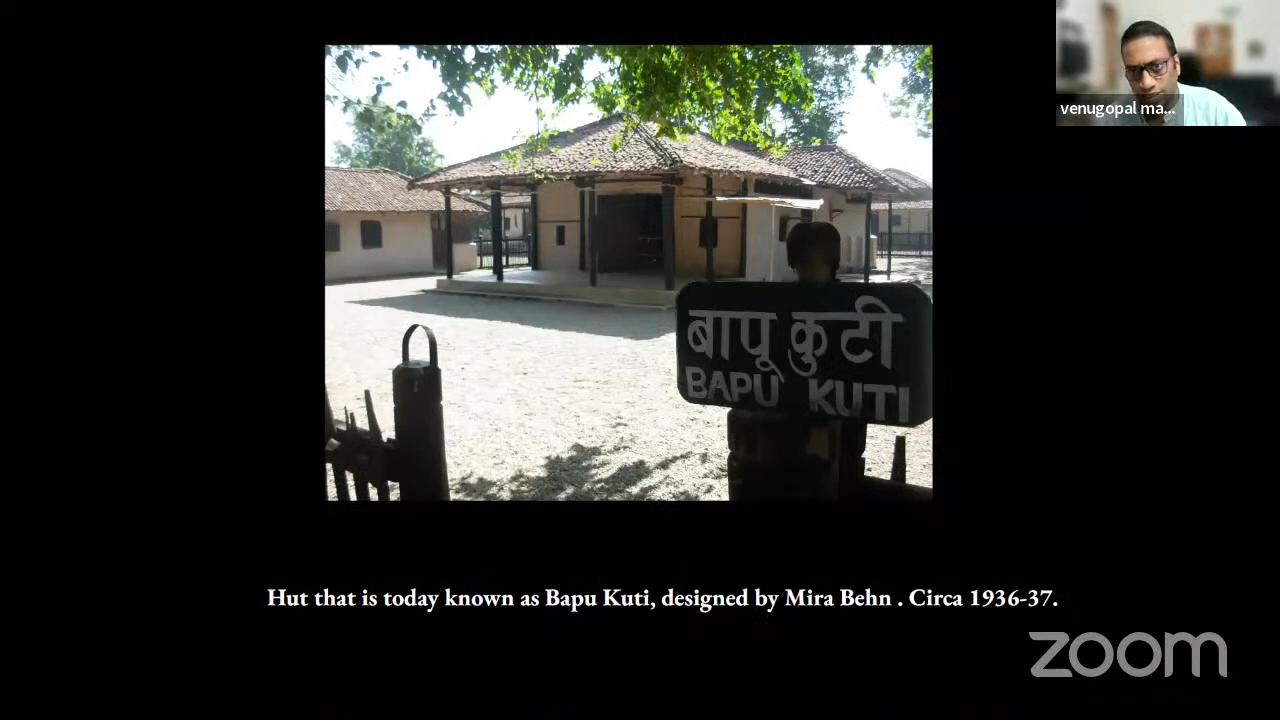 venugopal ma...
बापू कुटी
BAPU KUTI
Hut that is today known as Bapu Kuti, designed by Mira Behn . Circa 1936-37.
zoom